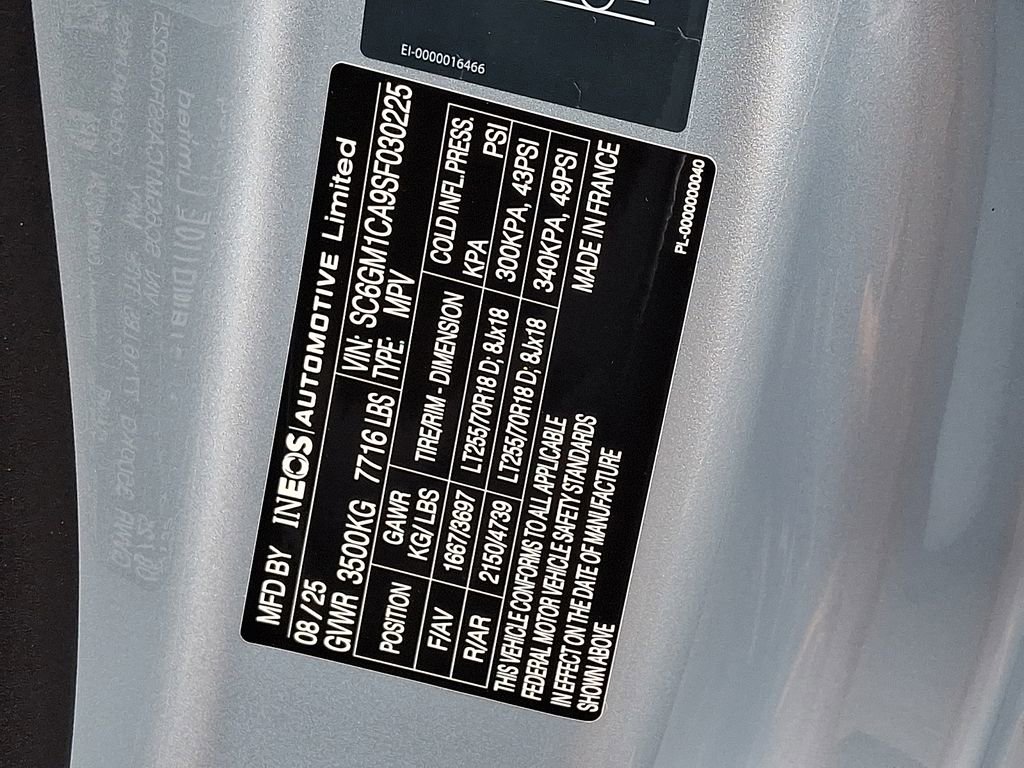 EI-0000016466
MFD BY INEOS AUTOMOTIVE Limited
08 / 25 VIN: SC6GM1CA9SF030225
GVWR 3500KG 7716 LBS TYPE: MPV
POSITION GAWR KG/LBS TIRE/RIM - DIMENSION COLD INFL.PRESS. KPA PSI
F/AV 1667/3697 LT255/70R18 D; 8Jx18 300KPA, 43PSI
R/AR 2150/4739 LT255/70R18 D; 8Jx18 340KPA, 49PSI
THIS VEHICLE CONFORMS TO ALL APPLICABLE MADE IN FRANCE
FEDERAL MOTOR VEHICLE SAFETY STANDARDS
IN EFFECT ON THE DATE OF MANUFACTURE
SHOWN ABOVE
PL-0000000040